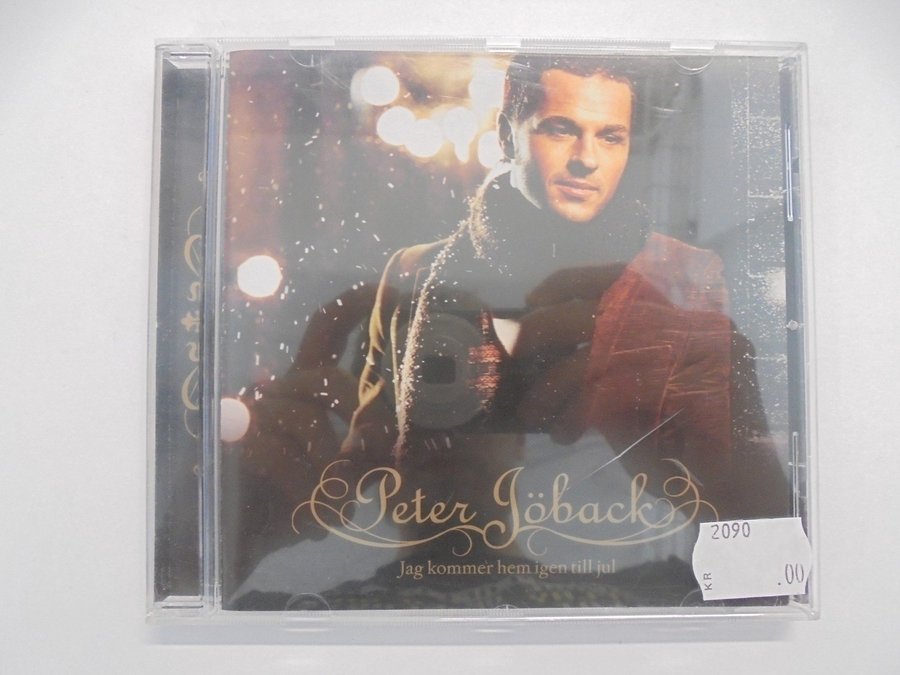 Peter Jöback
Jag kommer hem igen till jul
2090
KR .00